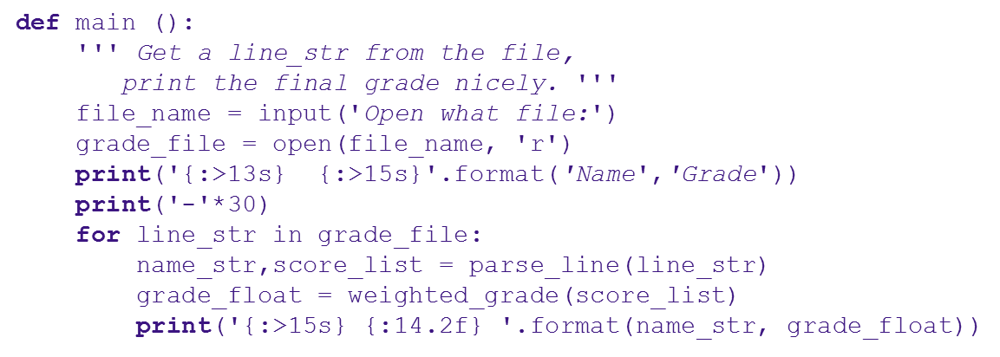 def main ():
    ''' Get a line_str from the file,
       print the final grade nicely. '''
    file_name = input('Open what file:')
    grade_file = open(file_name, 'r')
    print('{:>13s}  {:>15s}'.format('Name','Grade'))
    print('-'*30)
    for line_str in grade_file:
        name_str,score_list = parse_line(line_str)
        grade_float = weighted_grade(score_list)
        print('{:>15s} {:14.2f} '.format(name_str, grade_float))